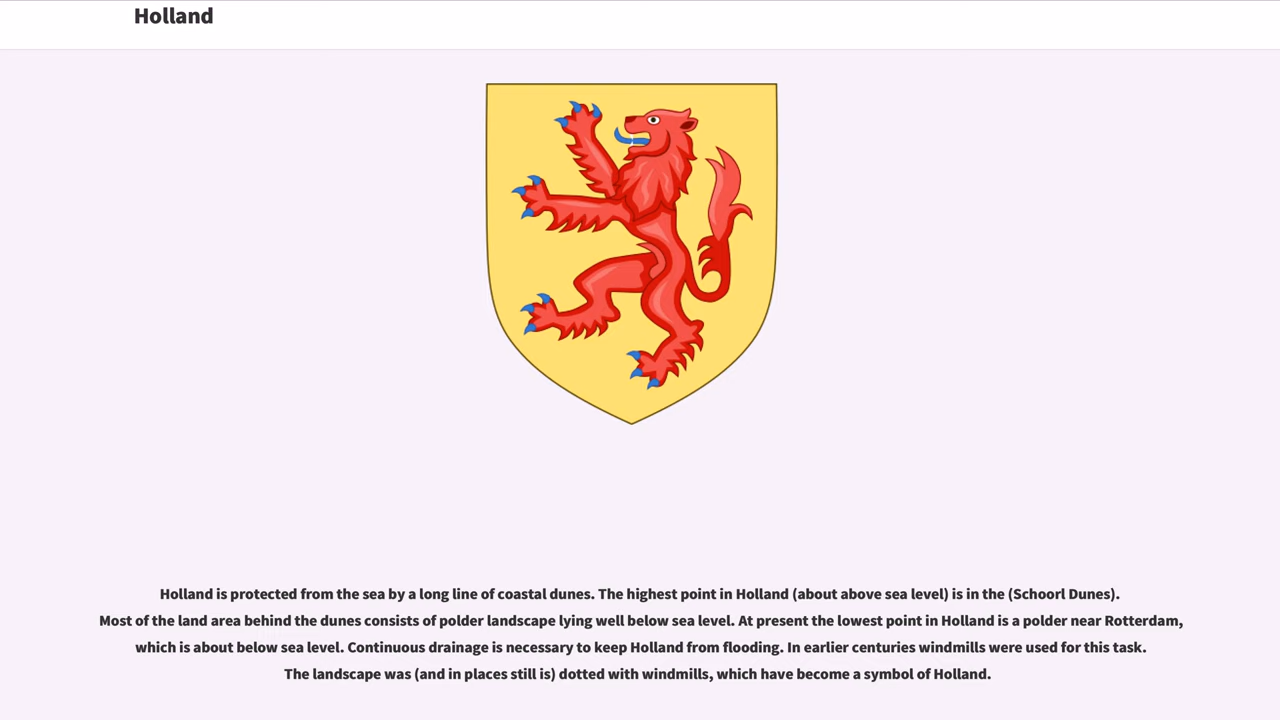 Holland
Holland is protected from the sea by a long line of coastal dunes. The highest point in Holland (about above sea level) is in the (Schoorl Dunes).
Most of the land area behind the dunes consists of polder landscape lying well below sea level. At present the lowest point in Holland is a polder near Rotterdam,
which is about below sea level. Continuous drainage is necessary to keep Holland from flooding. In earlier centuries windmills were used for this task.
The landscape was (and in places still is) dotted with windmills, which have become a symbol of Holland.